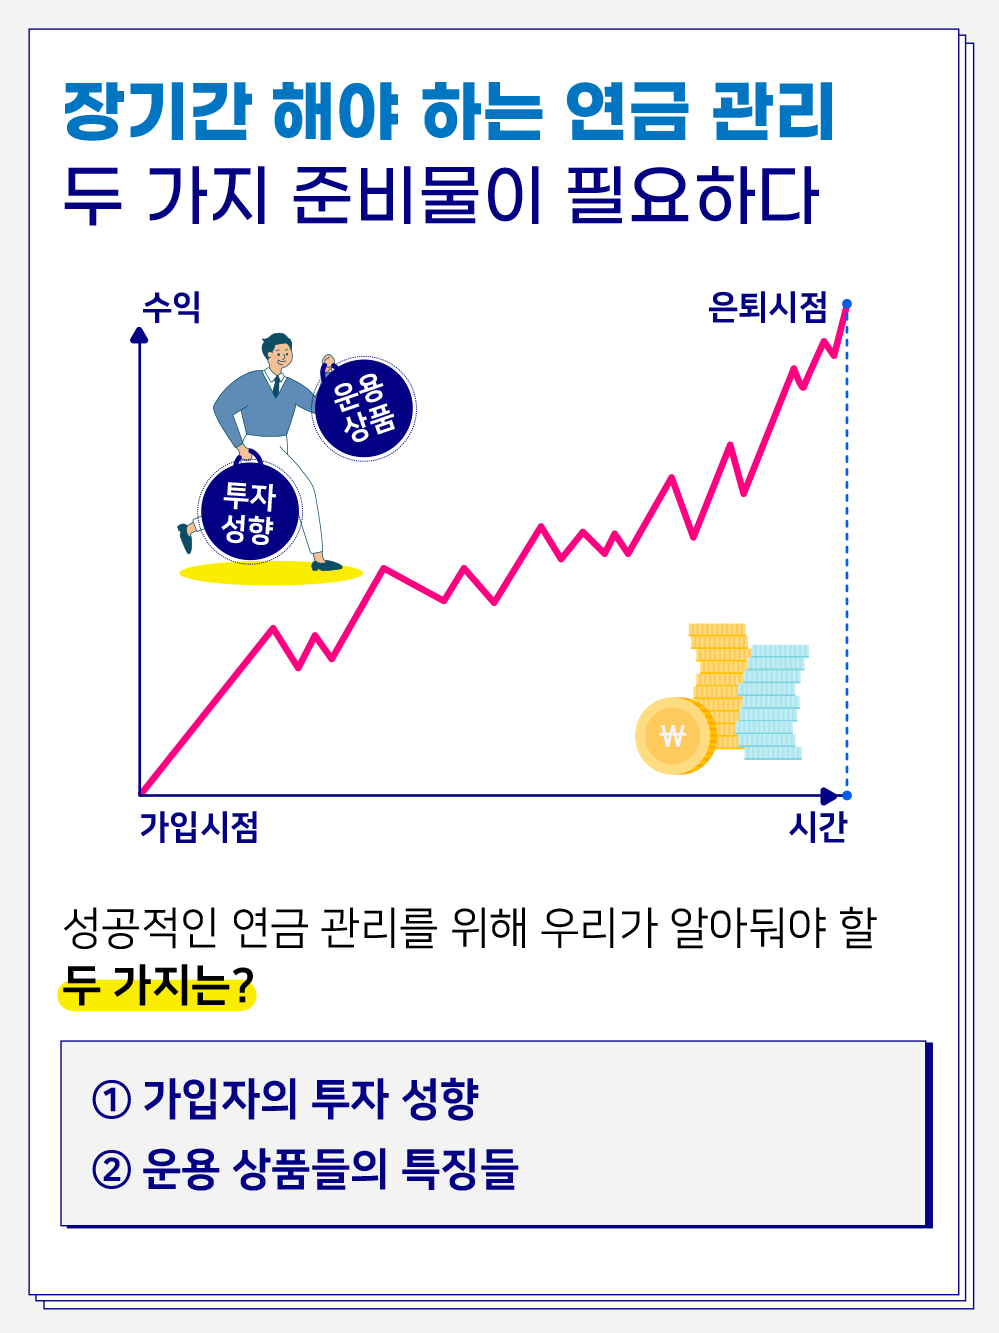 장기간 해야 하는 연금 관리
두 가지 준비물이 필요하다
수익
은퇴시점
운용
상품
투자
성향
₩
가입시점
시간
성공적인 연금 관리를 위해 우리가 알아둬야 할
두 가지는?
① 가입자의 투자 성향
② 운용 상품들의 특징들